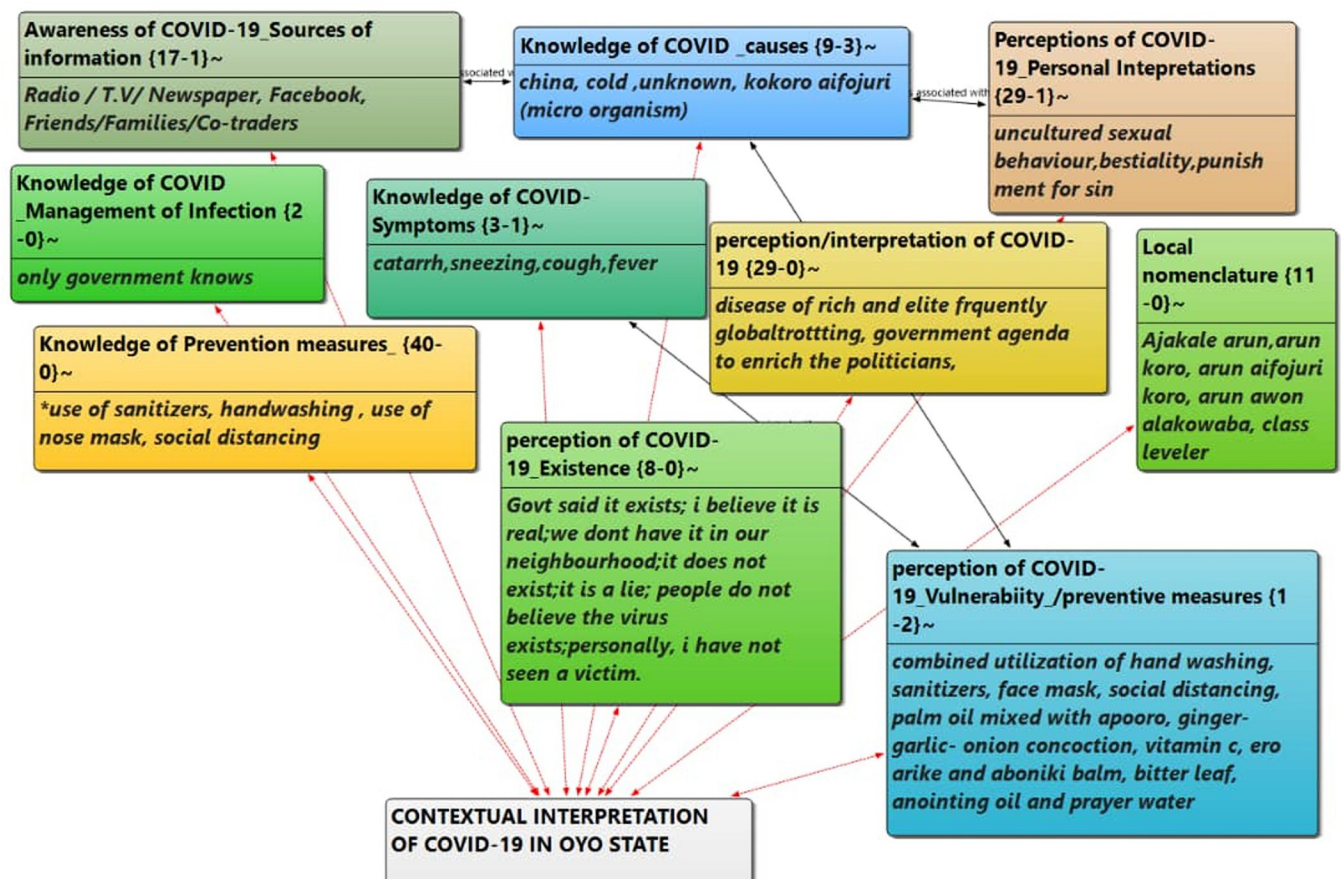 Awareness of COVID-19_Sources of
information {17-1}~
Radio / T.V/ Newspaper, Facebook,
Friends/Families/Co-traders
Knowledge of COVID _causes {9-3}~
china, cold ,unknown, kokoro aifojuri
(micro organism)
Perceptions of COVID-
19_Personal Intepretations
{29-1}~
uncultured sexual
behaviour,bestiality,punish
ment for sin
associated with
Knowledge of COVID
_Management of Infection {2
-0}~
only government knows
Knowledge of COVID-
Symptoms {3-1}~
catarrh,sneezing,cough,fever
perception/interpretation of COVID-
19 {29-0}~
disease of rich and elite frquently
globaltrottting, government agenda
to enrich the politicians,
Local
nomenclature {11
-0}~
Ajakale arun,arun
koro, arun aifojuri
koro, arun awon
alakowaba, class
leveler
Knowledge of Prevention measures_ {40-
0}~
*use of sanitizers, handwashing , use of
nose mask, social distancing
perception of COVID-
19_Existence {8-0}~
Govt said it exists; i believe it is
real;we dont have it in our
neighbourhood;it does not
exist;it is a lie; people do not
believe the virus
exists;personally, i have not
seen a victim.
perception of COVID-
19_Vulnerabiity_/preventive measures {1
-2}~
combined utilization of hand washing,
sanitizers, face mask, social distancing,
palm oil mixed with apooro, ginger-
garlic- onion concoction, vitamin c, ero
arike and aboniki balm, bitter leaf,
anointing oil and prayer water
CONTEXTUAL INTERPRETATION
OF COVID-19 IN OYO STATE